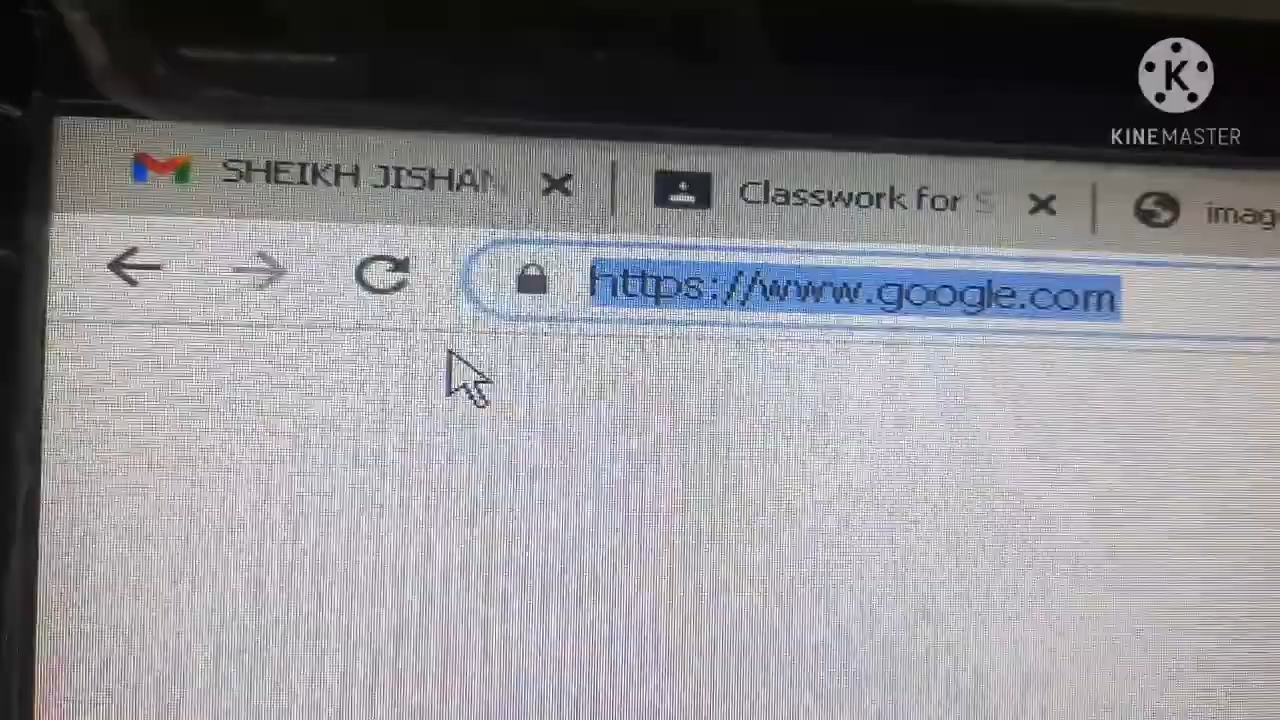 K
KINEMASTER
SHEIKH JISHAN
Classwork for S
imag
https://www.google.com